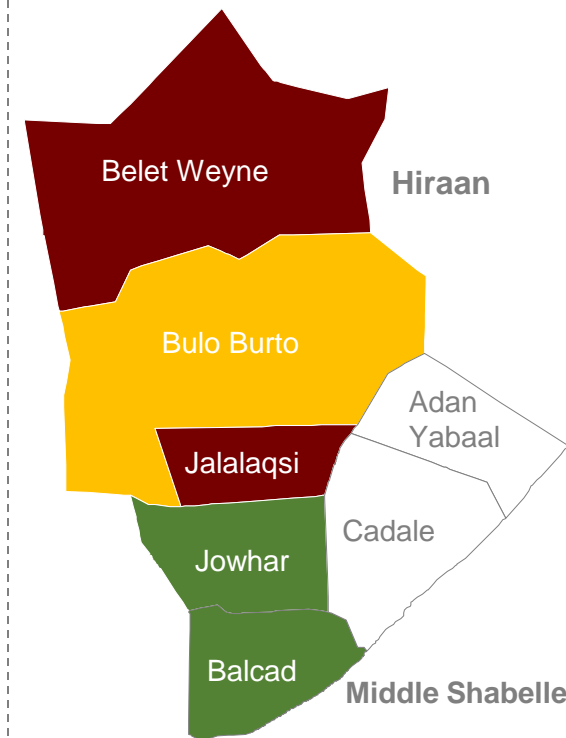 Belet Weyne
Hiraan
Bulo Burto
Adan
Yabaal
Jalalaqsi
Cadale
Jowhar
Balcad
Middle Shabelle